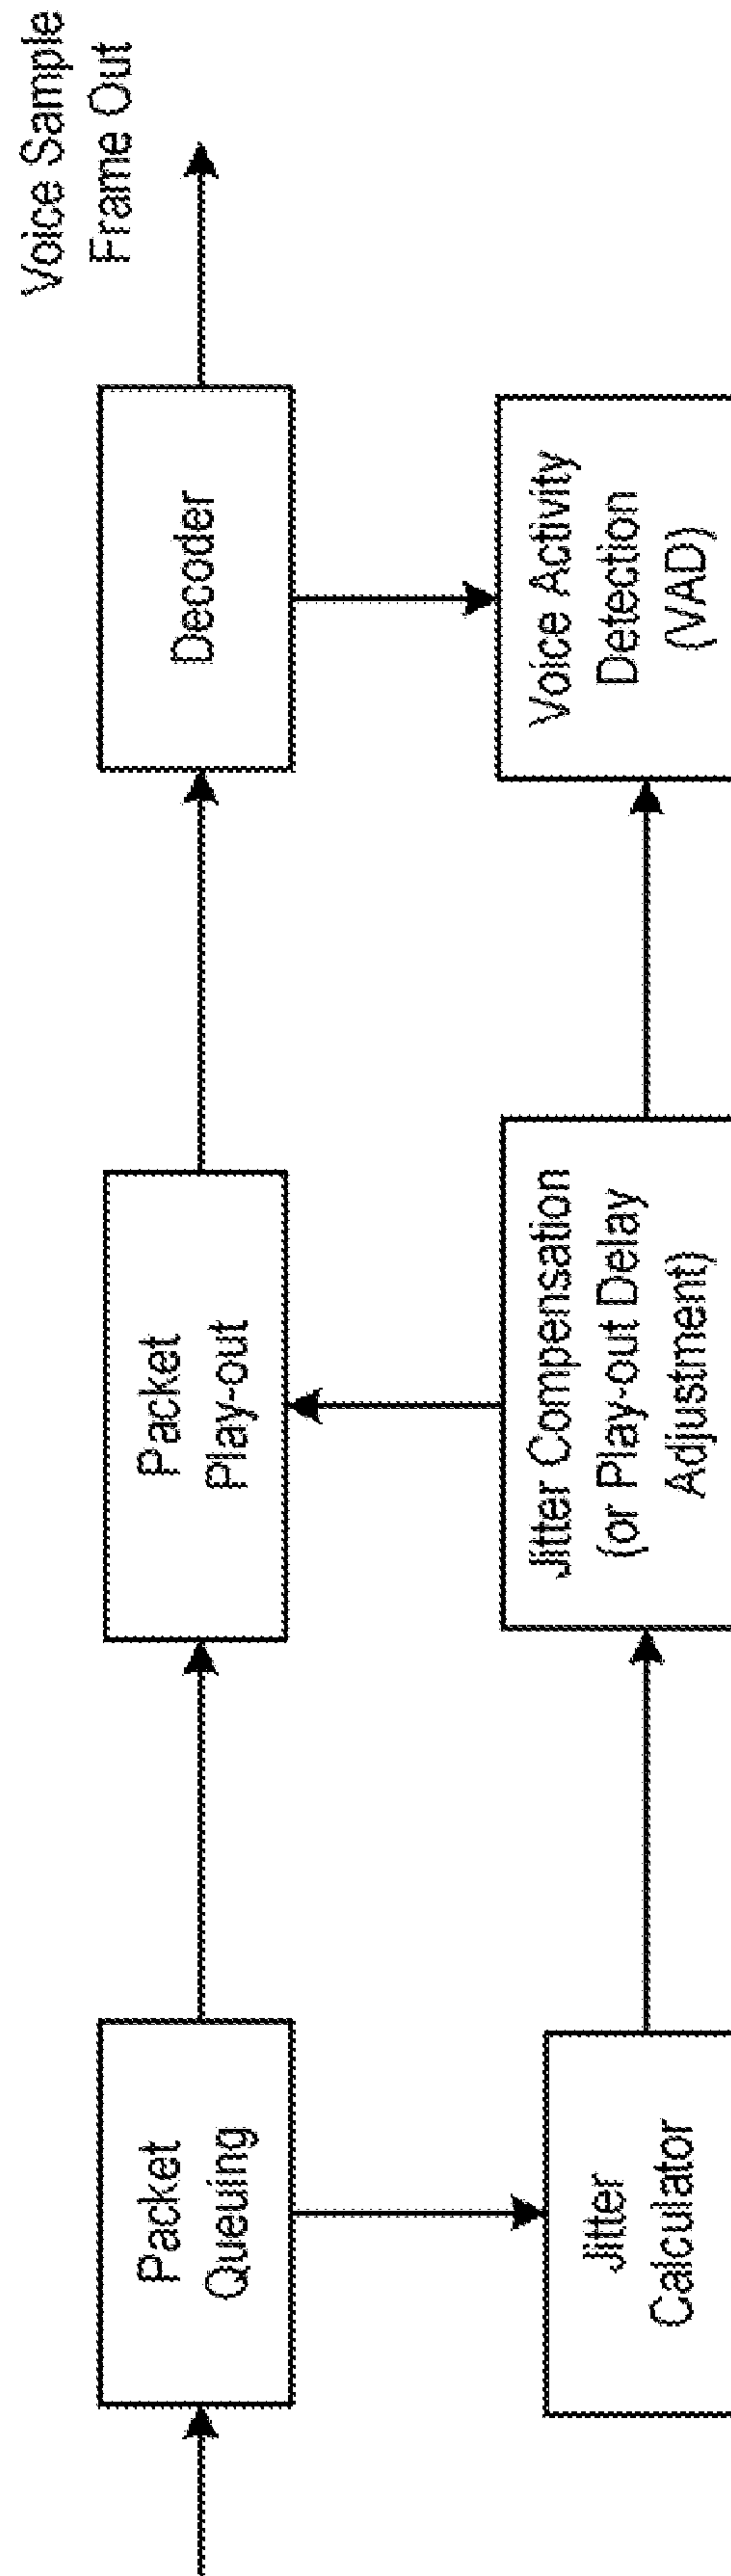 Packet
Queuing
Packet
Play-out
Decoder
Voice Sample
Frame Out
Jitter
Calculator
Jitter Compensation
(or Play-out Delay
Adjustment)
Voice Activity
Detection
(VAD)